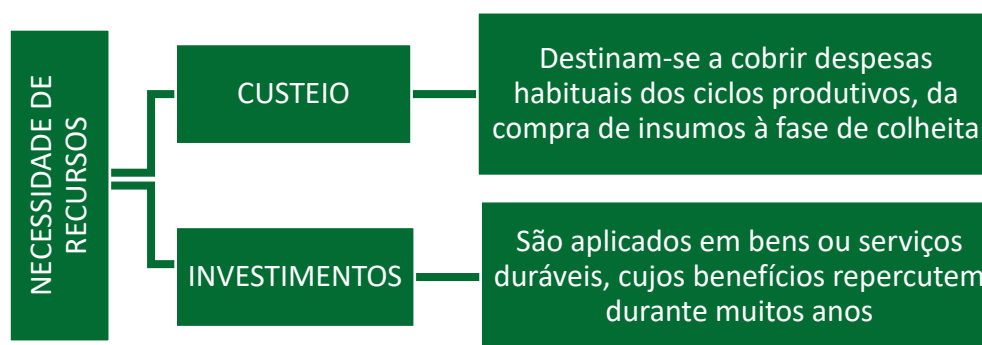 NECESSIDADE DE
RECURSOS
CUSTEIO
Destinam-se a cobrir despesas
habituais dos ciclos produtivos, da
compra de insumos à fase de colheita
INVESTIMENTOS
São aplicados em bens ou serviços
duráveis, cujos benefícios repercutem
durante muitos anos